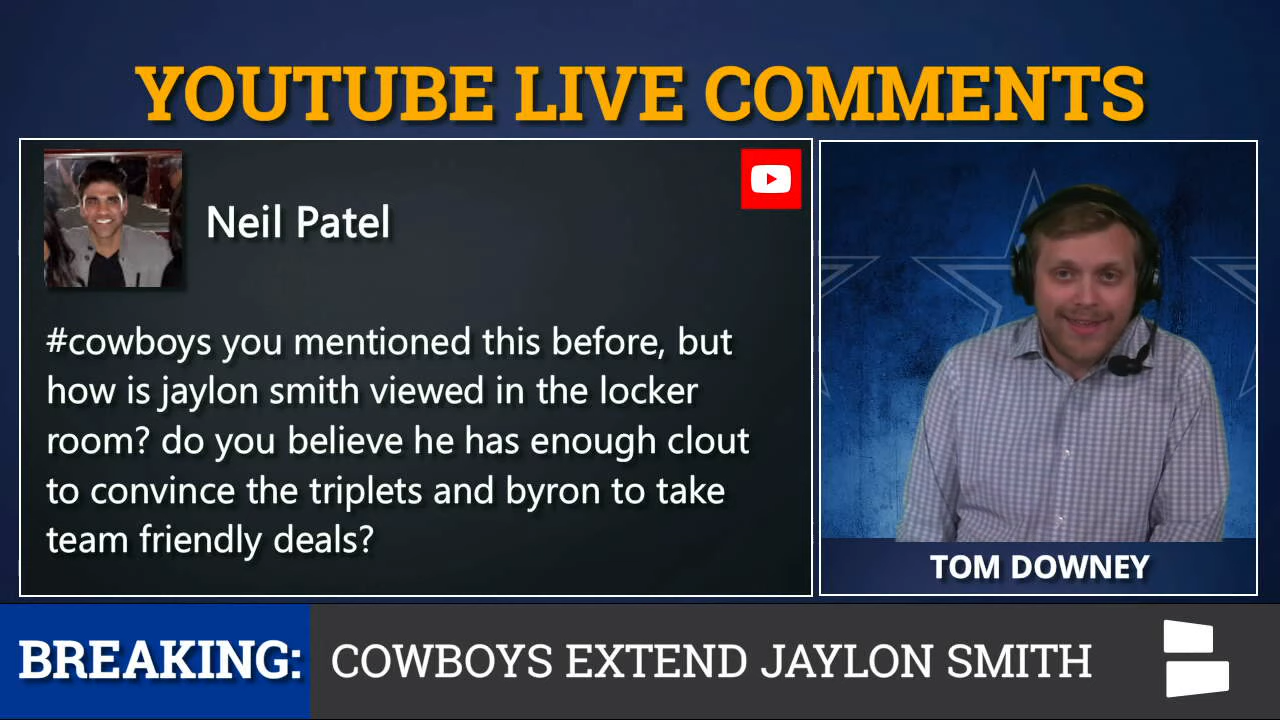 YOUTUBE LIVE COMMENTS
Neil Patel
#cowboys you mentioned this before, but
how is jaylon smith viewed in the locker
room? do you believe he has enough clout
to convince the triplets and byron to take
team friendly deals?
TOM DOWNEY
BREAKING: COWBOYS EXTEND JAYLON SMITH